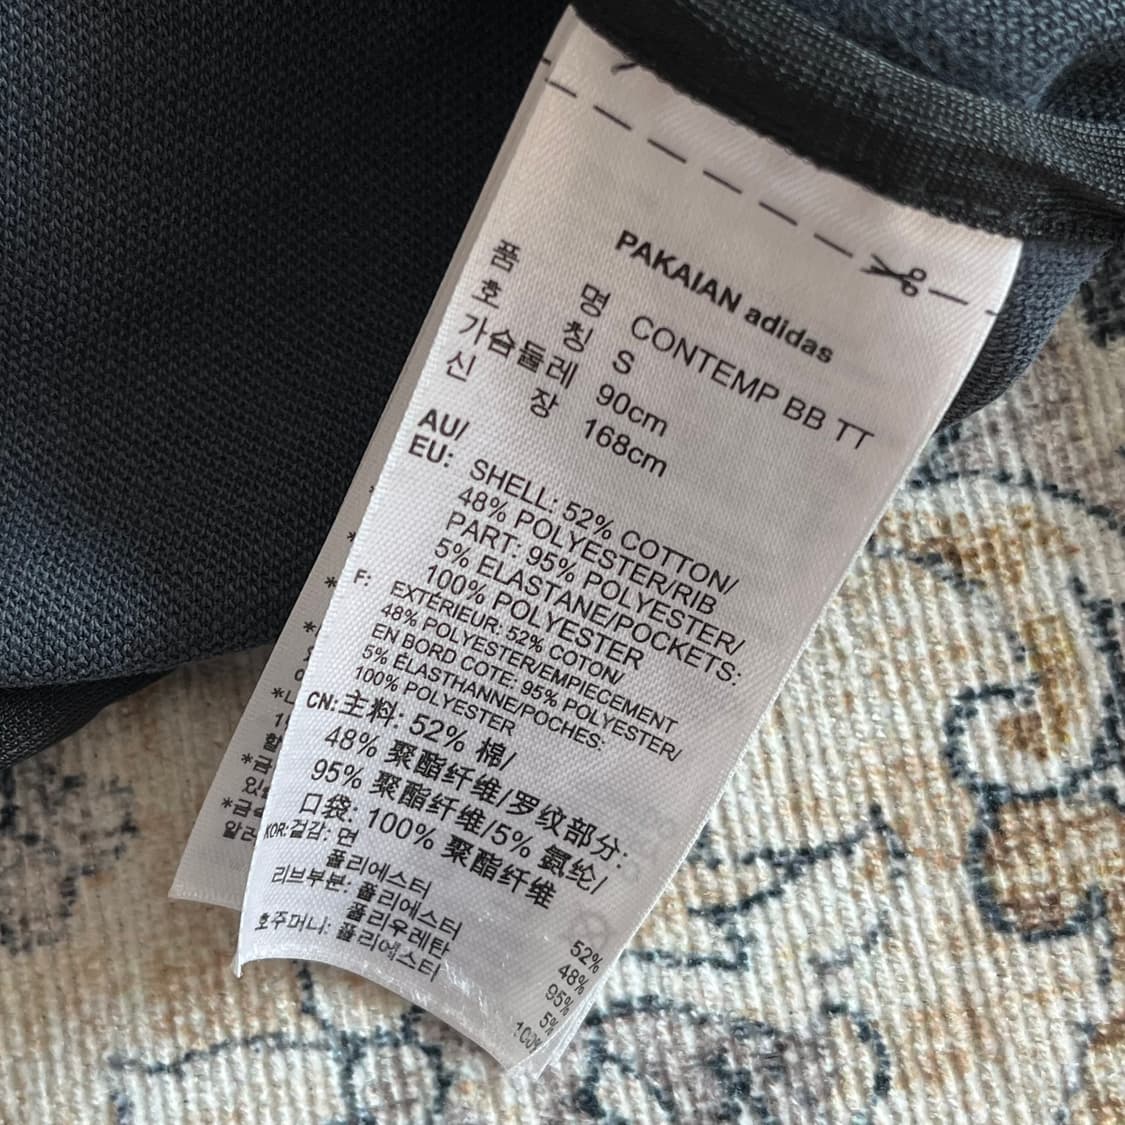 PAKAIAN adidas
품 명 CONTEMP BB TT
호 칭 S
가슴둘레 90cm
신 장 168cm
AU/
EU: SHELL: 52% COTTON/
48% POLYESTER/RIB
PART: 95% POLYESTER/
5% ELASTANE/POCKETS:
100% POLYESTER
F: EXTÉRIEUR: 52% COTON/
48% POLYESTER/EMPIECEMENT
EN BORD COTE: 95% POLYESTER/
5% ÉLASTHANNE/POCHES:
100% POLYESTER
CN: 主料: 52% 棉/
48% 聚酯纤维/罗纹部分:
95% 聚酯纤维/5% 氨纶/
口袋: 100% 聚酯纤维
KOR: 겉감: 면 52%
폴리에스터 48%
리브부분: 폴리에스터 95%
폴리우레탄 5%
호주머니: 폴리에스터 100%